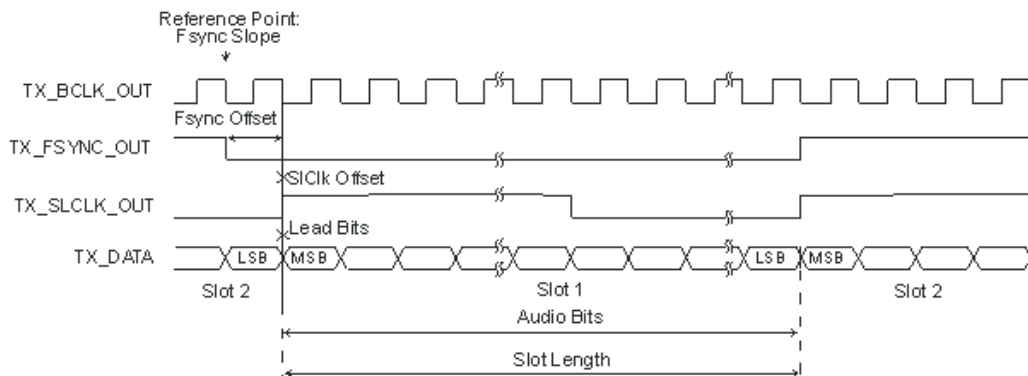 Reference Point:
Fsync Slope
TX_BCLK_OUT
Fsync Offset
TX_FSYNC_OUT
SlClk Offset
TX_SLCLK_OUT
Lead Bits
TX_DATA
LSB
MSB
LSB
MSB
Slot 2
Slot 1
Slot 2
Audio Bits
Slot Length